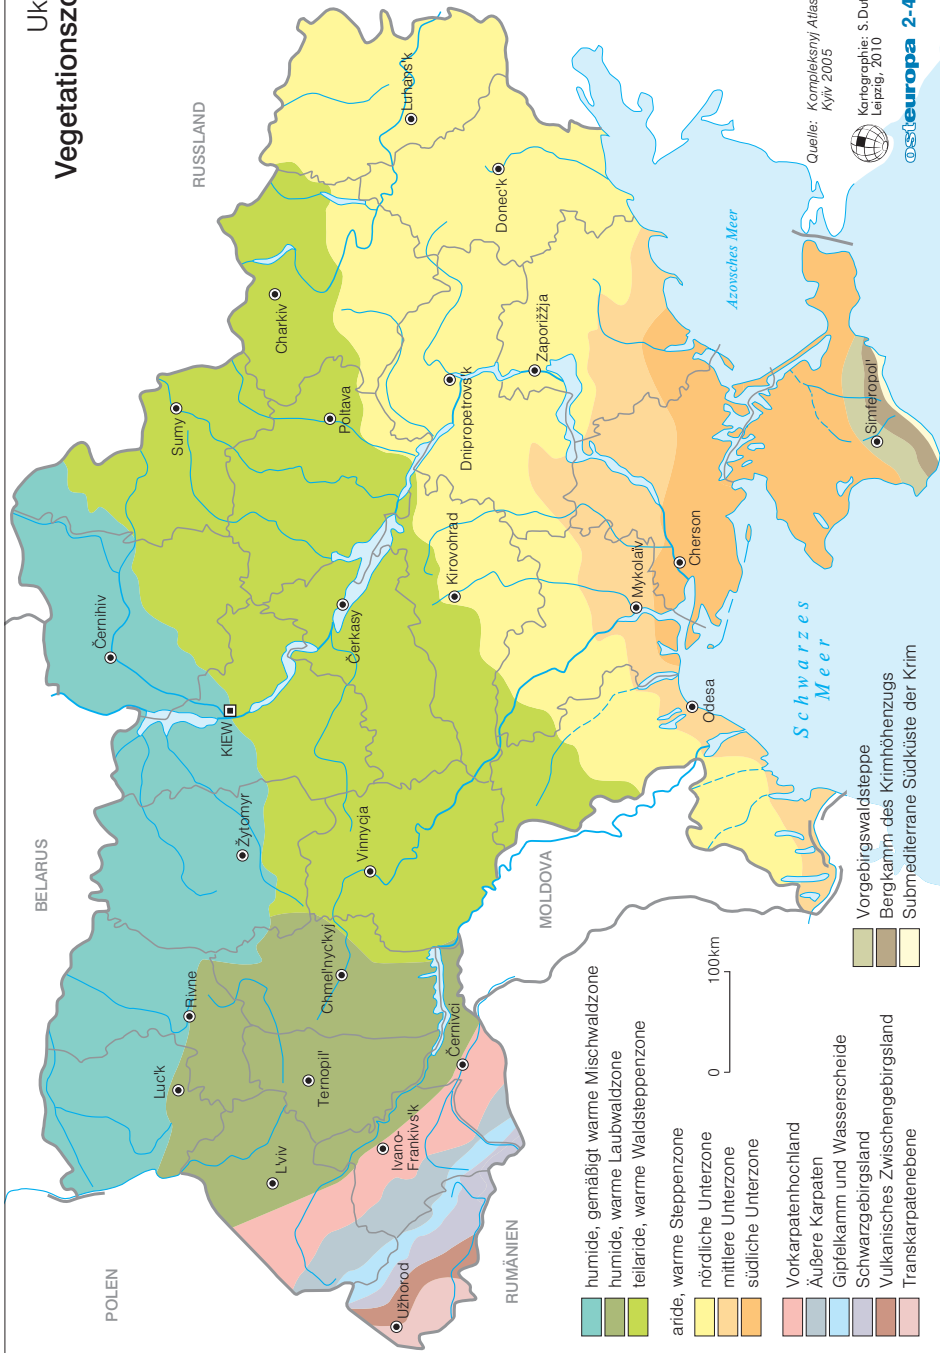 Vegetationszo
RUSSLAND
BELARUS
POLEN
MOLDOVA
RUMÄNIEN
Luhans'k
Donec'k
Charkiv
Sumy
Poltava
Dnipropetrovs'k
Zaporižžja
Černihiv
KIEW
Čerkasy
Kirovohrad
Mykolaïv
Cherson
Odesa
Simferopol'
Žytomyr
Vinnycja
Rivne
Luc'k
Chmel'nyc'kyj
Ternopil'
L'viv
Ivano-
Frankivs'k
Černivci
Užhorod
Azovsches Meer
Schwarzes
Meer
0 100km
humide, gemäßigt warme Mischwaldzone
humide, warme Laubwaldzone
teilaride, warme Waldsteppenzone
aride, warme Steppenzone
nördliche Unterzone
mittlere Unterzone
südliche Unterzone
Vorkarpatenhochland
Äußere Karpaten
Gipfelkamm und Wasserscheide
Schwarzgebirgsland
Vulkanisches Zwischengebirgsland
Transkarpatenebene
Vorgebirgswaldsteppe
Bergkamm des Krimhöhenzugs
Submediterrane Südküste der Krim
Quelle: Kompleksnyj Atlas
Kyïv 2005
Kartographie: S.Dut
Leipzig, 2010
osteuropa 2-4